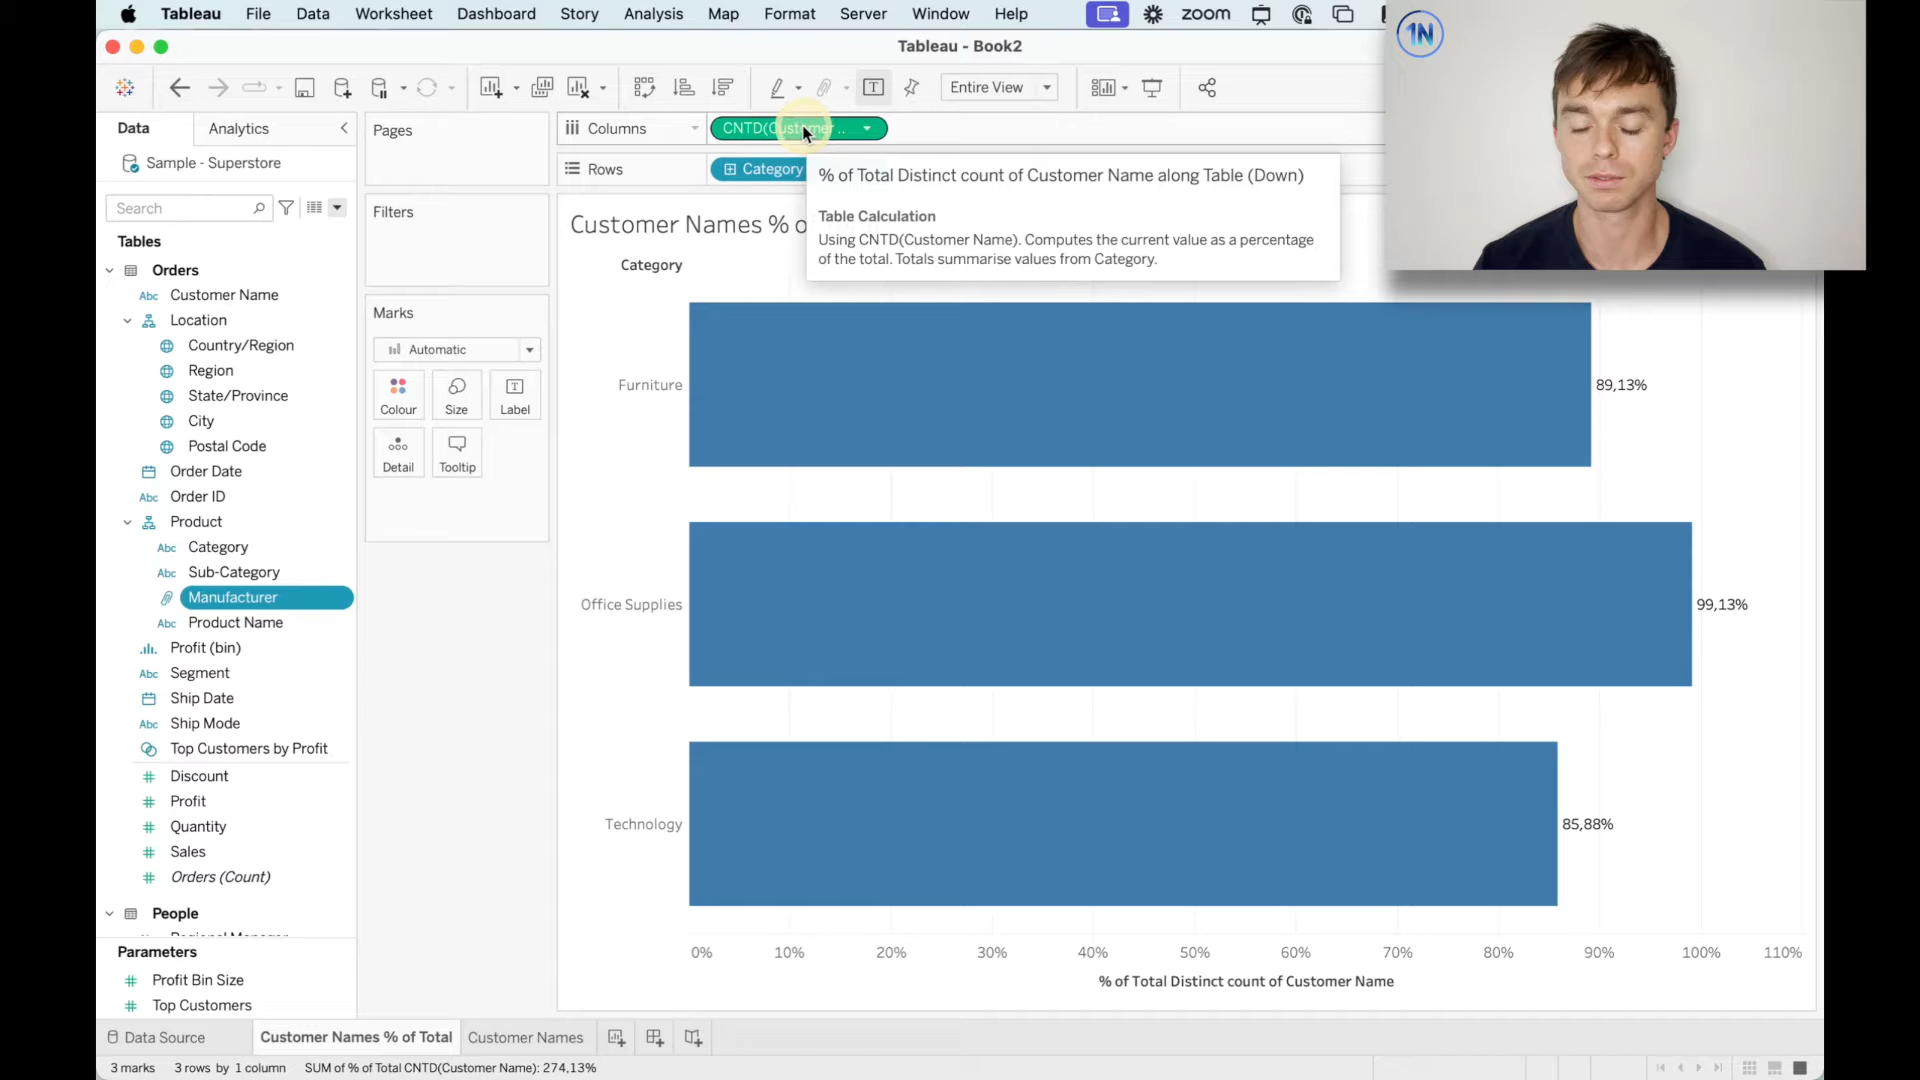 Tableau File Data Worksheet Dashboard Story Analysis Map Format Server Window Help zoom
Tableau - Book2
1N
Entire View
Data Analytics
Sample - Superstore
Search
Tables
Orders
Customer Name
Location
Country/Region
Region
State/Province
City
Postal Code
Order Date
Order ID
Product
Category
Sub-Category
Manufacturer
Product Name
Profit (bin)
Segment
Ship Date
Ship Mode
Top Customers by Profit
Discount
Profit
Quantity
Sales
Orders (Count)
People
Regional Manager
Parameters
Profit Bin Size
Top Customers
Pages
Filters
Marks
Automatic
Colour Size Label
Detail Tooltip
Columns CNTD(Customer ..
Rows Category
% of Total Distinct count of Customer Name along Table (Down)
Table Calculation
Using CNTD(Customer Name). Computes the current value as a percentage
of the total. Totals summarise values from Category.
Customer Names % o
Category
Furniture 89,13%
Office Supplies 99,13%
Technology 85,88%
0% 10% 20% 30% 40% 50% 60% 70% 80% 90% 100% 110%
% of Total Distinct count of Customer Name
Data Source Customer Names % of Total Customer Names
3 marks 3 rows by 1 column SUM of % of Total CNTD(Customer Name): 274,13%